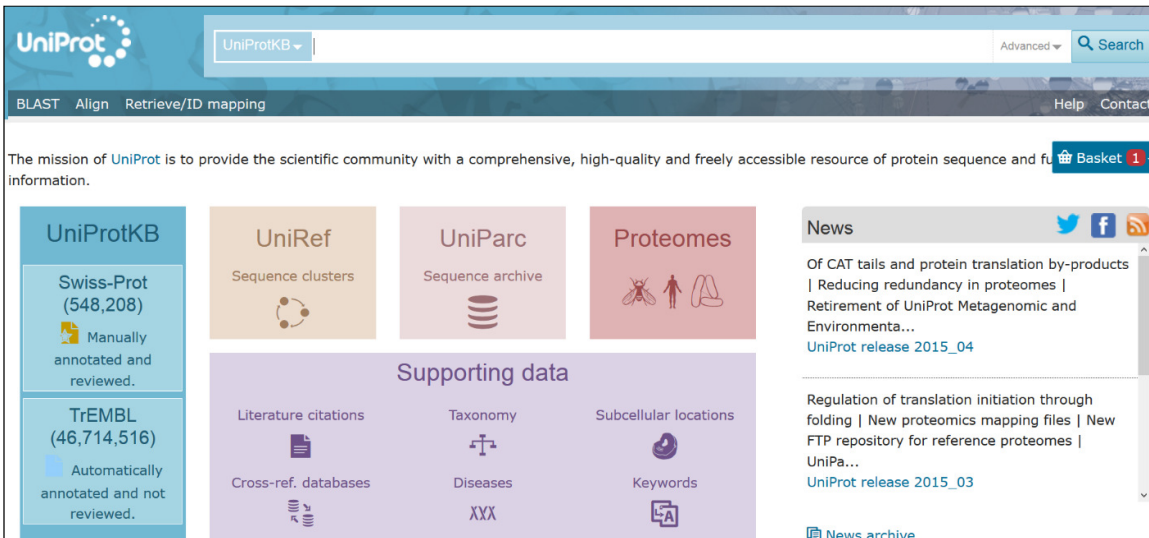 UniProt
UniProtKB
Advanced
Search
BLAST Align Retrieve/ID mapping
Help Contact
The mission of UniProt is to provide the scientific community with a comprehensive, high-quality and freely accessible resource of protein sequence and fu
information.
Basket 1
UniProtKB
Swiss-Prot
(548,208)
Manually
annotated and
reviewed.
TrEMBL
(46,714,516)
Automatically
annotated and not
reviewed.
UniRef
Sequence clusters
UniParc
Sequence archive
Proteomes
Supporting data
Literature citations
Taxonomy
Subcellular locations
Cross-ref. databases
Diseases
Keywords
News
Of CAT tails and protein translation by-products
| Reducing redundancy in proteomes |
Retirement of UniProt Metagenomic and
Environmenta...
UniProt release 2015_04
Regulation of translation initiation through
folding | New proteomics mapping files | New
FTP repository for reference proteomes |
UniPa...
UniProt release 2015_03
News archive